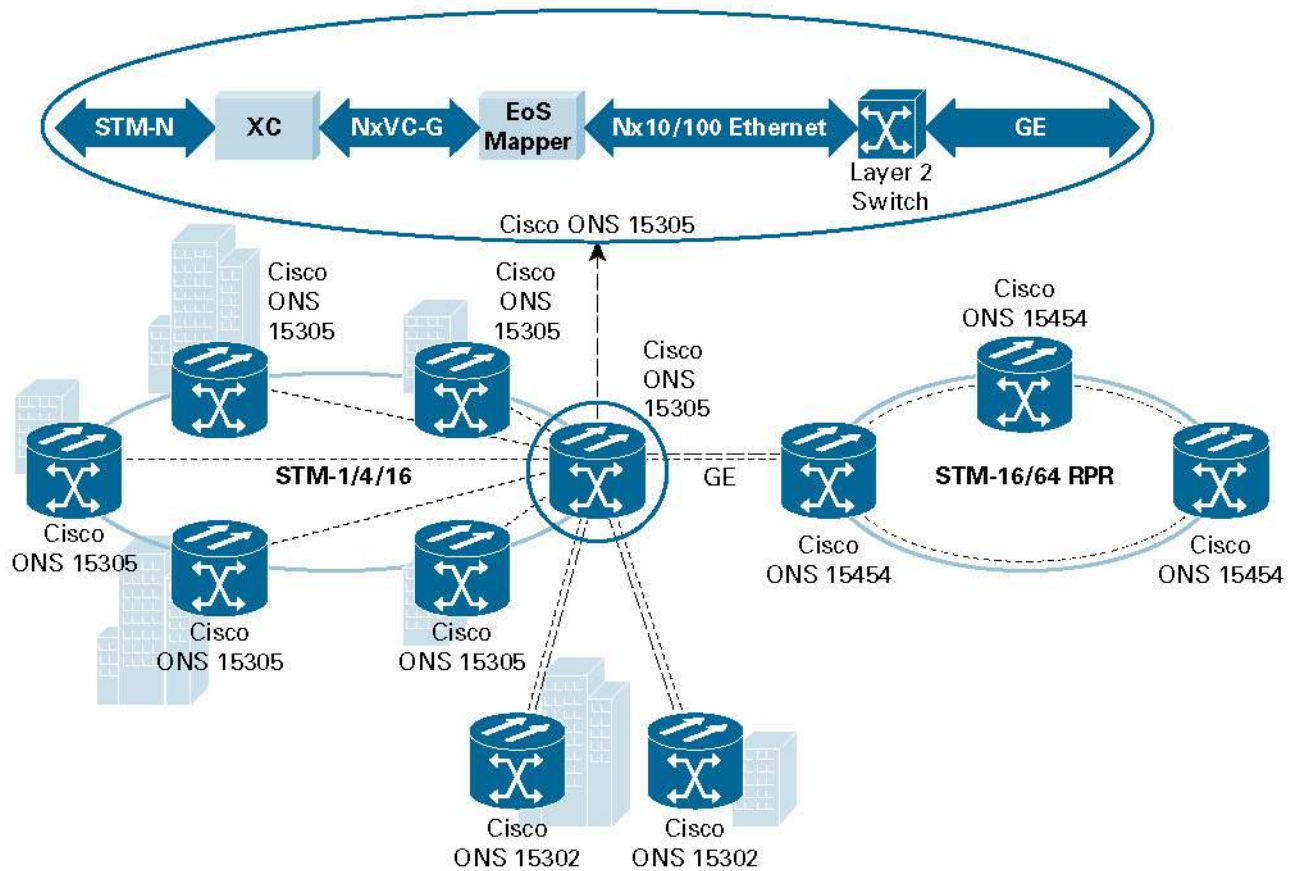 STM-N
XC
NxVC-G
EoS
Mapper
Nx10/100 Ethernet
GE
Layer 2
Switch
Cisco ONS 15305
Cisco
ONS
15305
Cisco
ONS
15305
Cisco
ONS
15305
Cisco
ONS 15454
STM-1/4/16
GE
STM-16/64 RPR
Cisco
ONS 15305
Cisco
ONS 15454
Cisco
ONS 15454
Cisco
ONS 15305
Cisco
ONS 15305
Cisco
ONS 15302
Cisco
ONS 15302